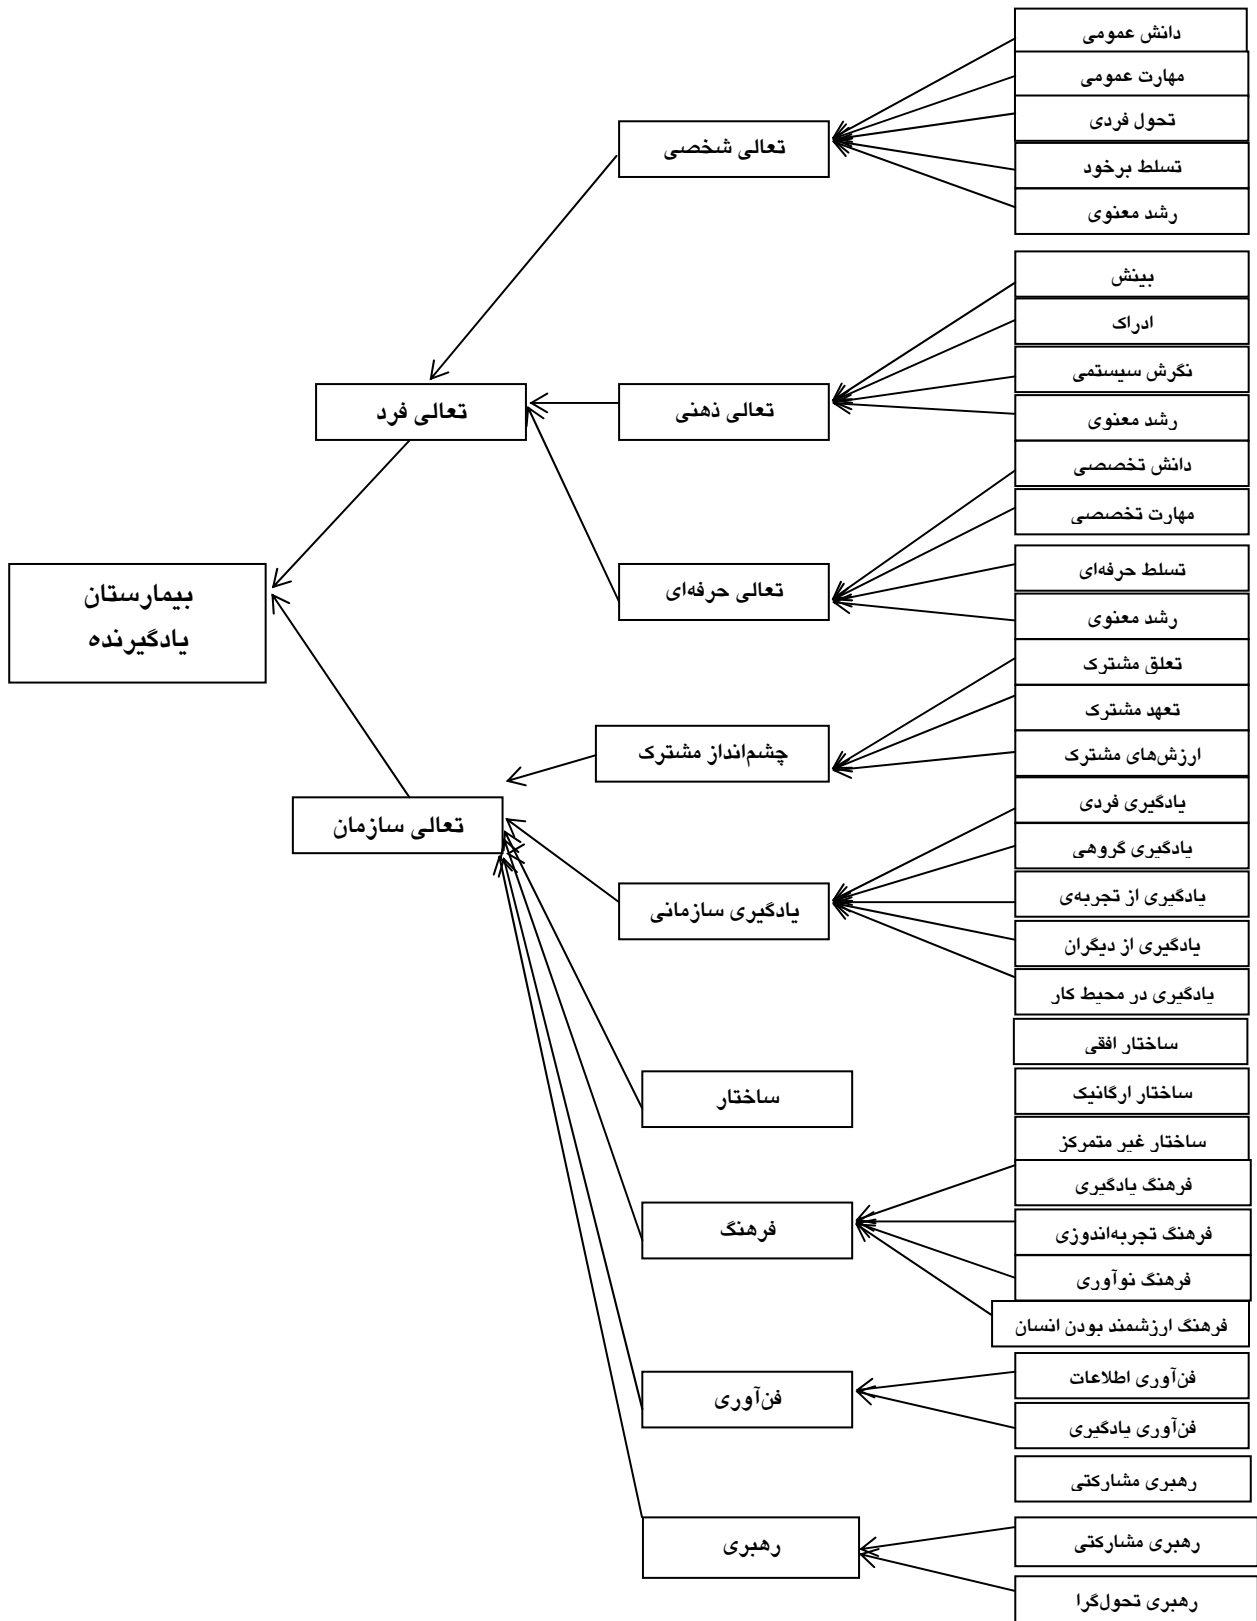 دانش عمومی
مهارت عمومی
تحول فردی
تسلط برخود
رشد معنوی
تعالی شخصی
بینش
ادراک
نگرش سیستمی
رشد معنوی
تعالی ذهنی
تعالی فرد
دانش تخصصی
مهارت تخصصی
تسلط حرفه‌ای
رشد معنوی
تعالی حرفه‌ای
بیمارستان
یادگیرنده
تعلق مشترک
تعهد مشترک
ارزش‌های مشترک
چشم‌انداز مشترک
تعالی سازمان
یادگیری فردی
یادگیری گروهی
یادگیری از تجربه‌ی
یادگیری از دیگران
یادگیری در محیط کار
یادگیری سازمانی
ساختار افقی
ساختار ارگانیک
ساختار غیر متمرکز
ساختار
فرهنگ یادگیری
فرهنگ تجربه‌اندوزی
فرهنگ نوآوری
فرهنگ ارزشمند بودن انسان
فرهنگ
فن‌آوری اطلاعات
فن‌آوری یادگیری
فن‌آوری
رهبری مشارکتی
رهبری مشارکتی
رهبری تحول‌گرا
رهبری